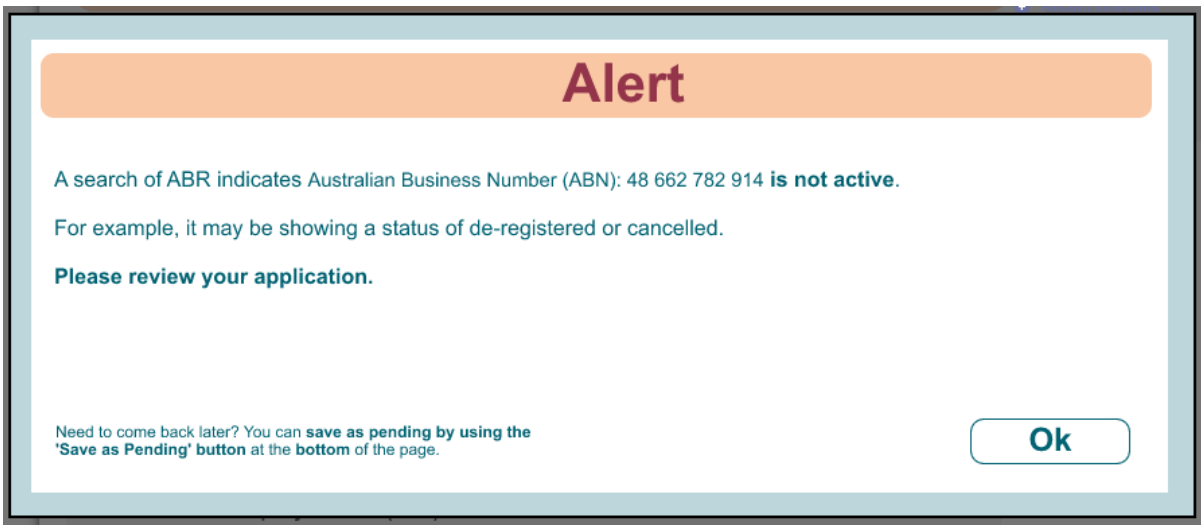 Alert
A search of ABR indicates Australian Business Number (ABN): 48 662 782 914 is not active.
For example, it may be showing a status of de-registered or cancelled.
Please review your application.
Need to come back later? You can save as pending by using the
'Save as Pending' button at the bottom of the page.
Ok